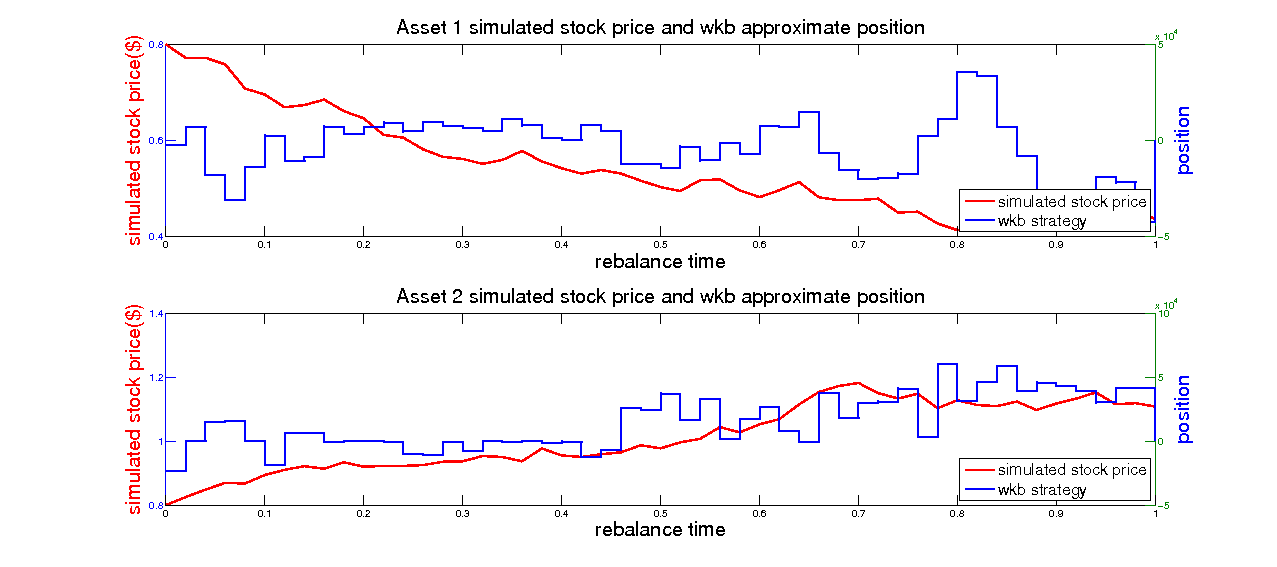 Asset 1 simulated stock price and wkb approximate position
x 10^4
simulated stock price($)
0.8
0.6
0.4
5
0
−5
position
simulated stock price
wkb strategy
0 0.1 0.2 0.3 0.4 0.5 0.6 0.7 0.8 0.9 1
rebalance time
Asset 2 simulated stock price and wkb approximate position
x 10^4
simulated stock price($)
1.4
1.2
1
0.8
10
5
0
−5
position
simulated stock price
wkb strategy
0 0.1 0.2 0.3 0.4 0.5 0.6 0.7 0.8 0.9 1
rebalance time